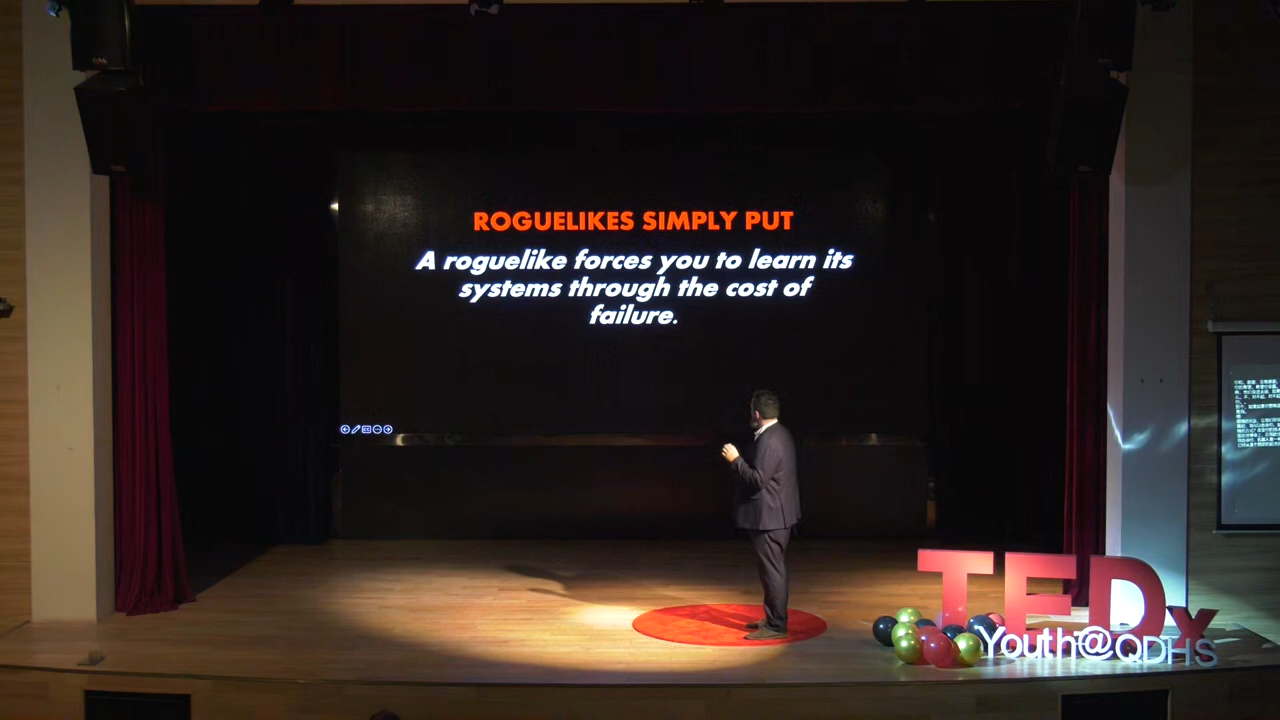 ROGUELIKES SIMPLY PUT
A roguelike forces you to learn its
systems through the cost of
failure.
TEDx
Youth@QDHS